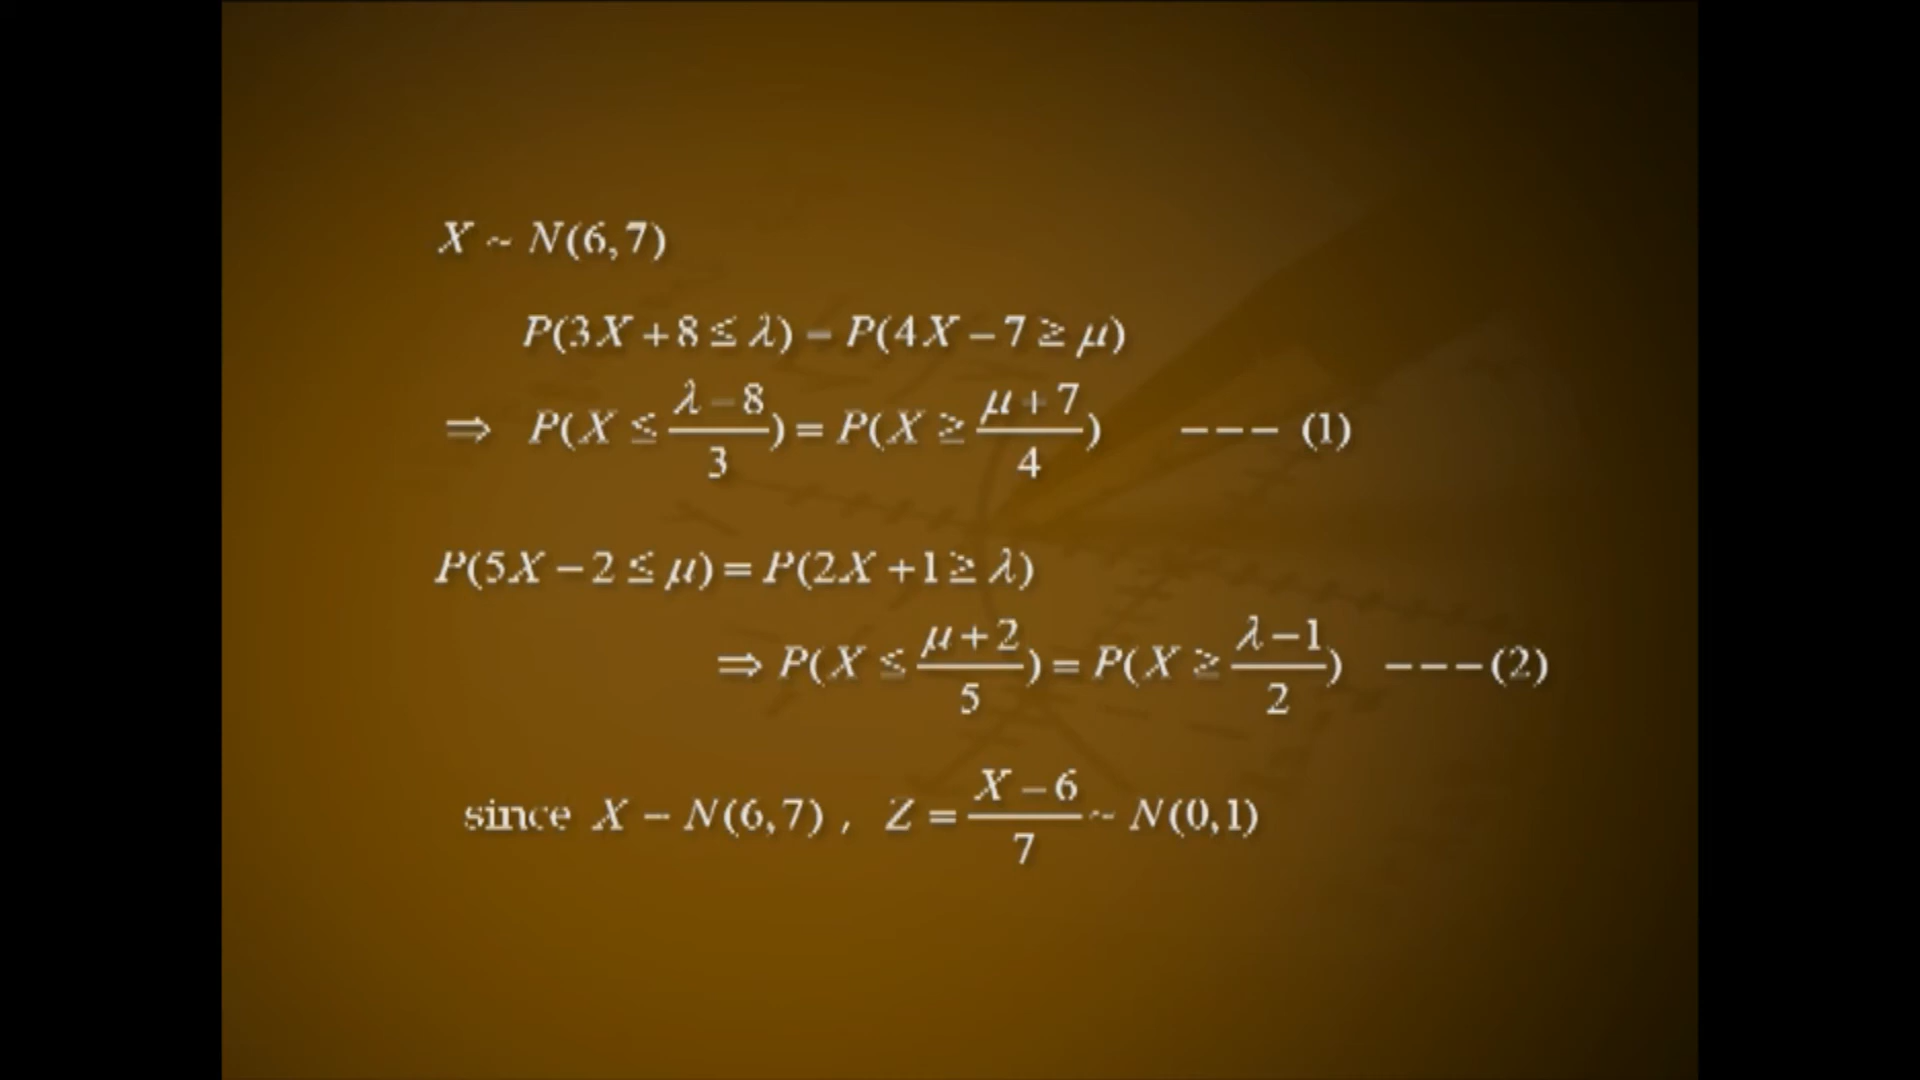 X ~ N(6,7)
P(3X + 8 ≤ λ) = P(4X − 7 ≥ μ)
⇒ P(X ≤ (λ − 8)/3) = P(X ≥ (μ + 7)/4) --- (1)
P(5X − 2 ≤ μ) = P(2X + 1 ≥ λ)
⇒ P(X ≤ (μ + 2)/5) = P(X ≥ (λ − 1)/2) --- (2)
since X ~ N(6,7) , Z = (X − 6)/7 ~ N(0,1)